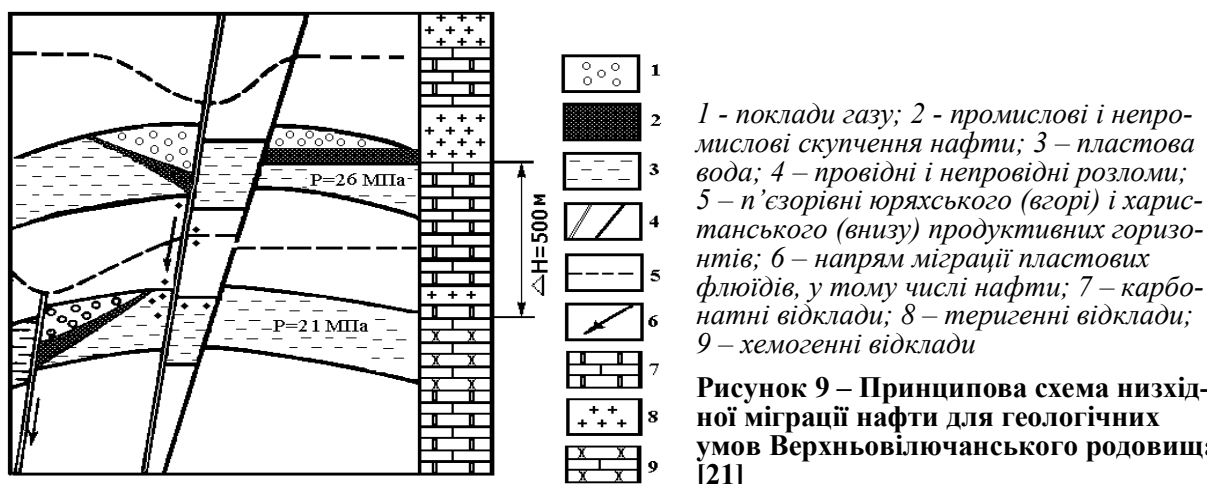 P=26 МПа
P=21 МПа
△H=500м
1
2
3
4
5
6
7
8
9
1 - поклади газу; 2 - промислові і непро-
мислові скупчення нафти; 3 – пластова
вода; 4 – провідні і непровідні розломи;
5 – п’єзорівні юряхського (вгорі) і харис-
танського (внизу) продуктивних горизо-
нтів; 6 – напрям міграції пластових
флюїдів, у тому числі нафти; 7 – карбо-
натні відклади; 8 – теригенні відклади;
9 – хемогенні відклади
Рисунок 9 – Принципова схема низхід-
ної міграції нафти для геологічних
умов Верхньовілючанського родовища
[21]